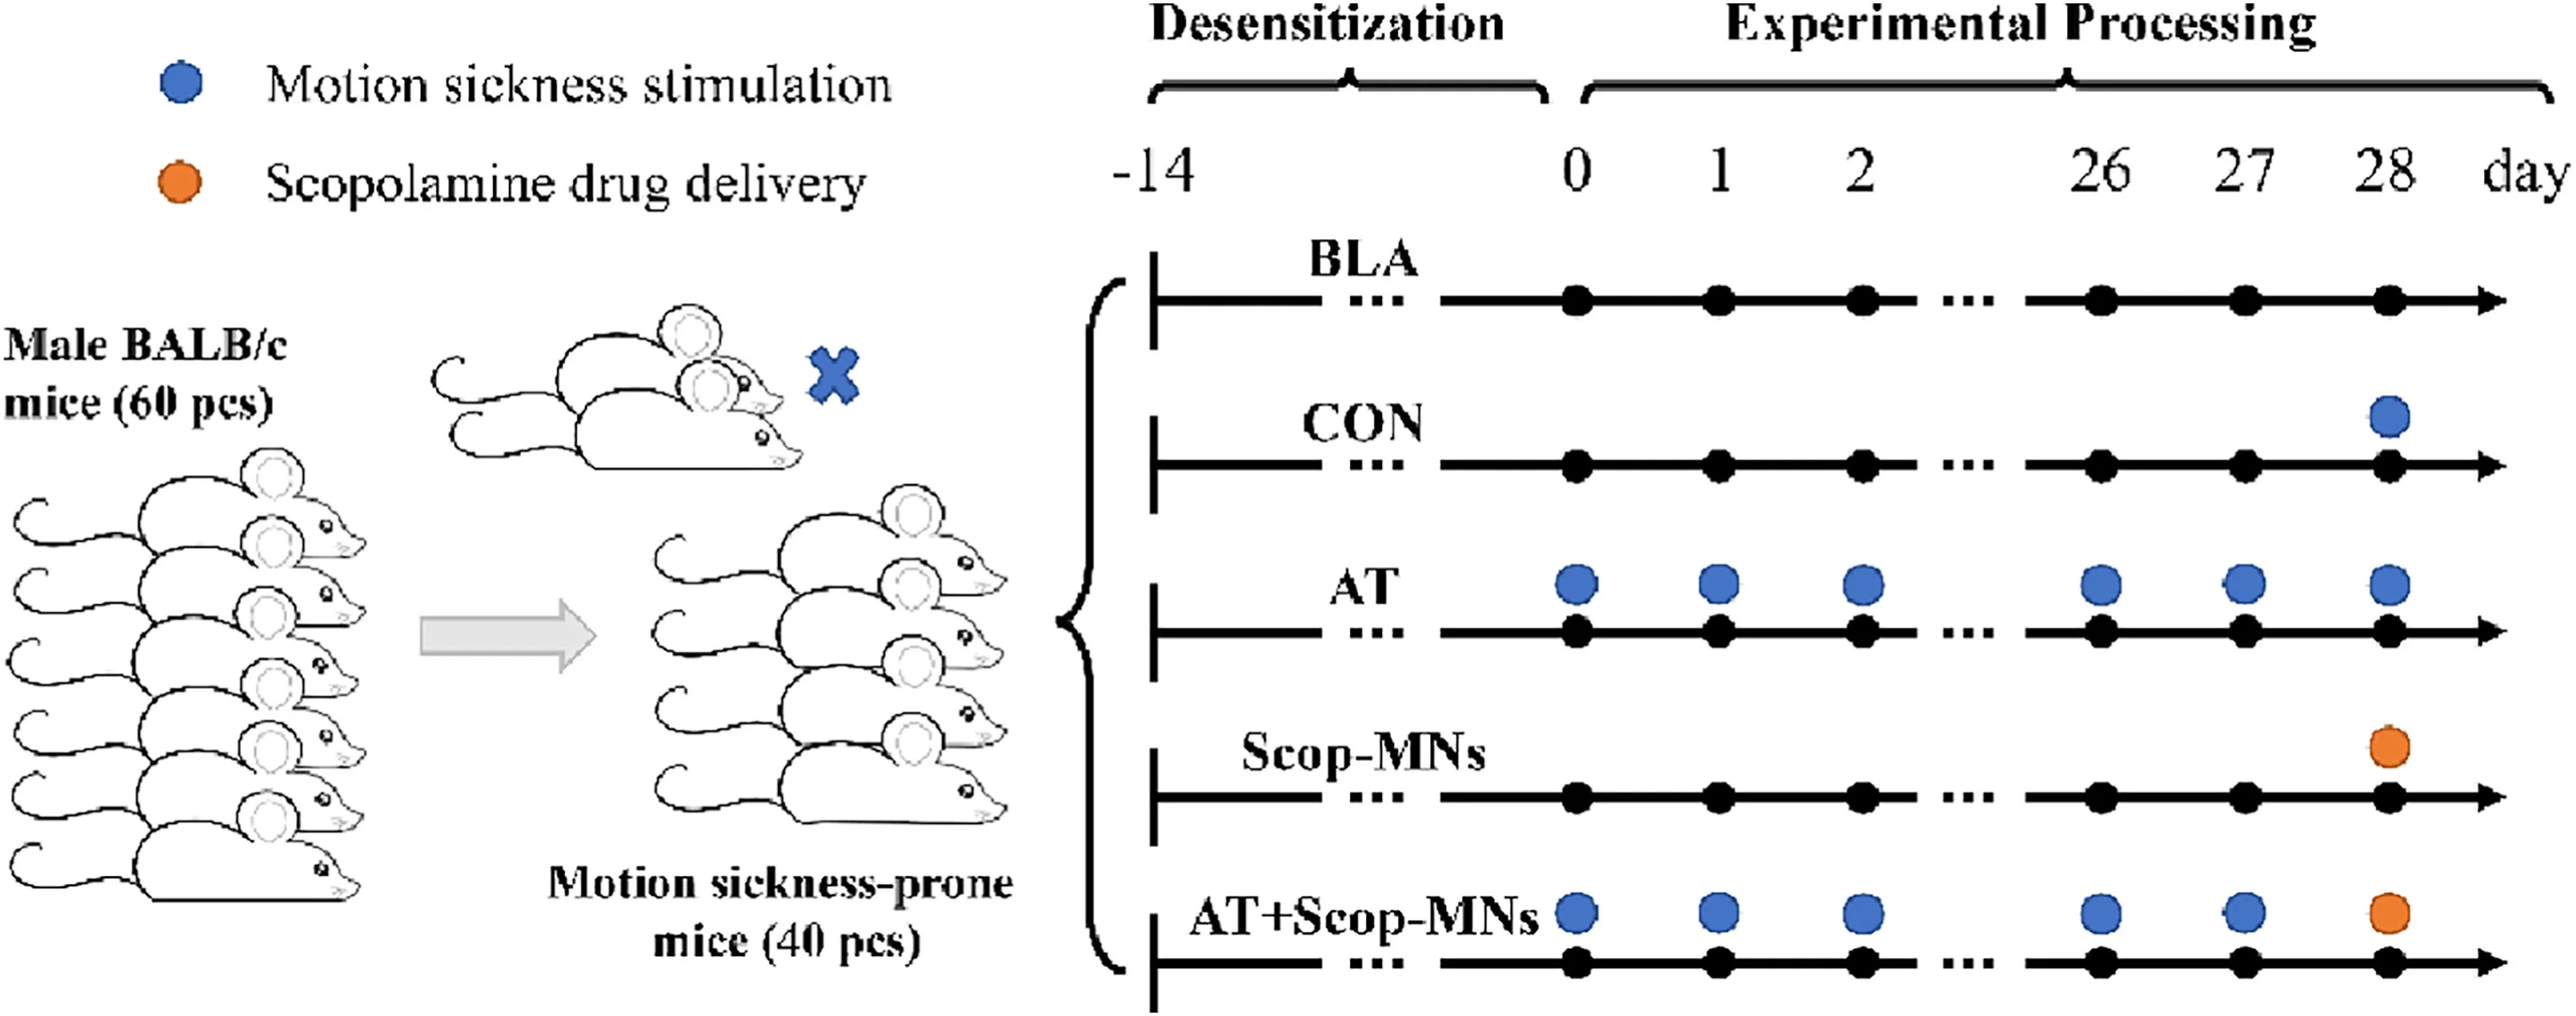 Desensitization
Experimental Processing
Motion sickness stimulation
Scopolamine drug delivery
-14 0 1 2 26 27 28 day
BLA
Male BALB/c
mice (60 pcs)
CON
AT
Scop-MNs
Motion sickness-prone
mice (40 pcs)
AT+Scop-MNs